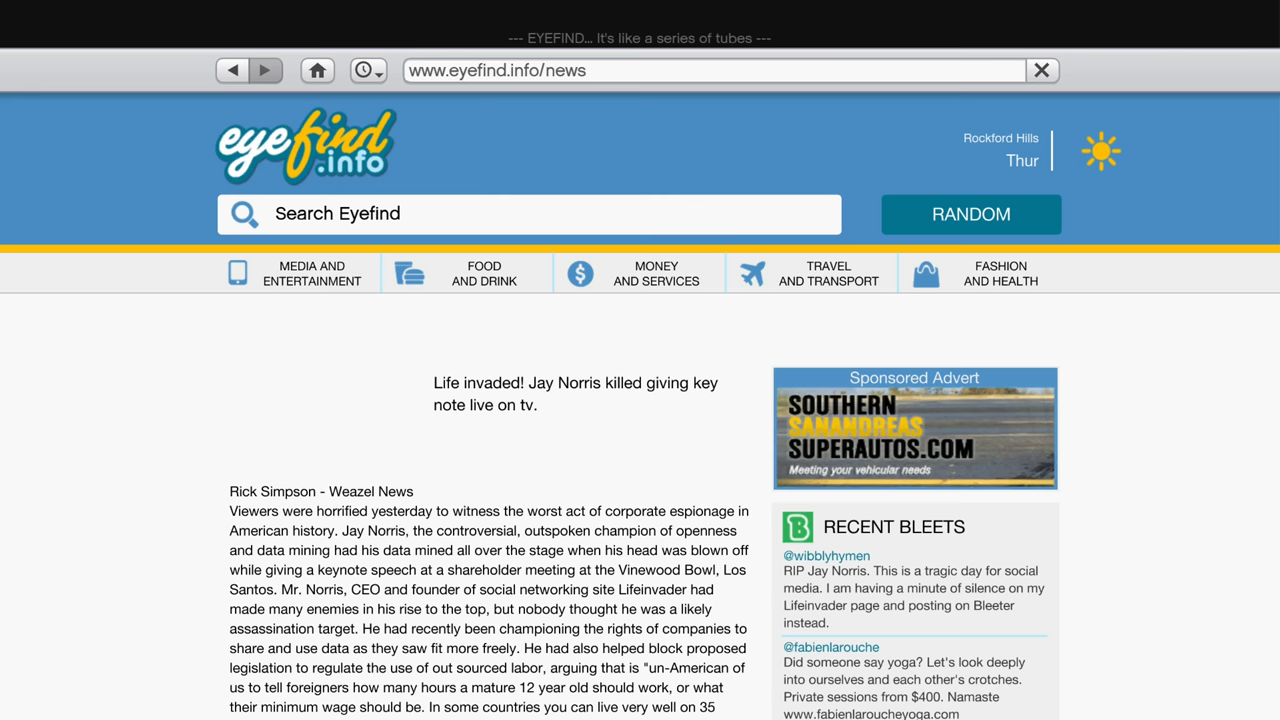 --- EYEFIND... It's like a series of tubes ---
www.eyefind.info/news
eyefind
.info
Rockford Hills
Thur
Search Eyefind
RANDOM
MEDIA AND
ENTERTAINMENT
FOOD
AND DRINK
MONEY
AND SERVICES
TRAVEL
AND TRANSPORT
FASHION
AND HEALTH
Life invaded! Jay Norris killed giving key
note live on tv.
Rick Simpson - Weazel News
Viewers were horrified yesterday to witness the worst act of corporate espionage in
American history. Jay Norris, the controversial, outspoken champion of openness
and data mining had his data mined all over the stage when his head was blown off
while giving a keynote speech at a shareholder meeting at the Vinewood Bowl, Los
Santos. Mr. Norris, CEO and founder of social networking site Lifeinvader had
made many enemies in his rise to the top, but nobody thought he was a likely
assassination target. He had recently been championing the rights of companies to
share and use data as they saw fit more freely. He had also helped block proposed
legislation to regulate the use of out sourced labor, arguing that is "un-American of
us to tell foreigners how many hours a mature 12 year old should work, or what
their minimum wage should be. In some countries you can live very well on 35
Sponsored Advert
SOUTHERN
SANANDREAS
SUPERAUTOS.COM
Meeting your vehicular needs
RECENT BLEETS
@wibblyhymen
RIP Jay Norris. This is a tragic day for social
media. I am having a minute of silence on my
Lifeinvader page and posting on Bleeter
instead.
@fabienlarouche
Did someone say yoga? Let's look deeply
into ourselves and each other's crotches.
Private sessions from $400. Namaste
www.fabienlaroucheyoga.com